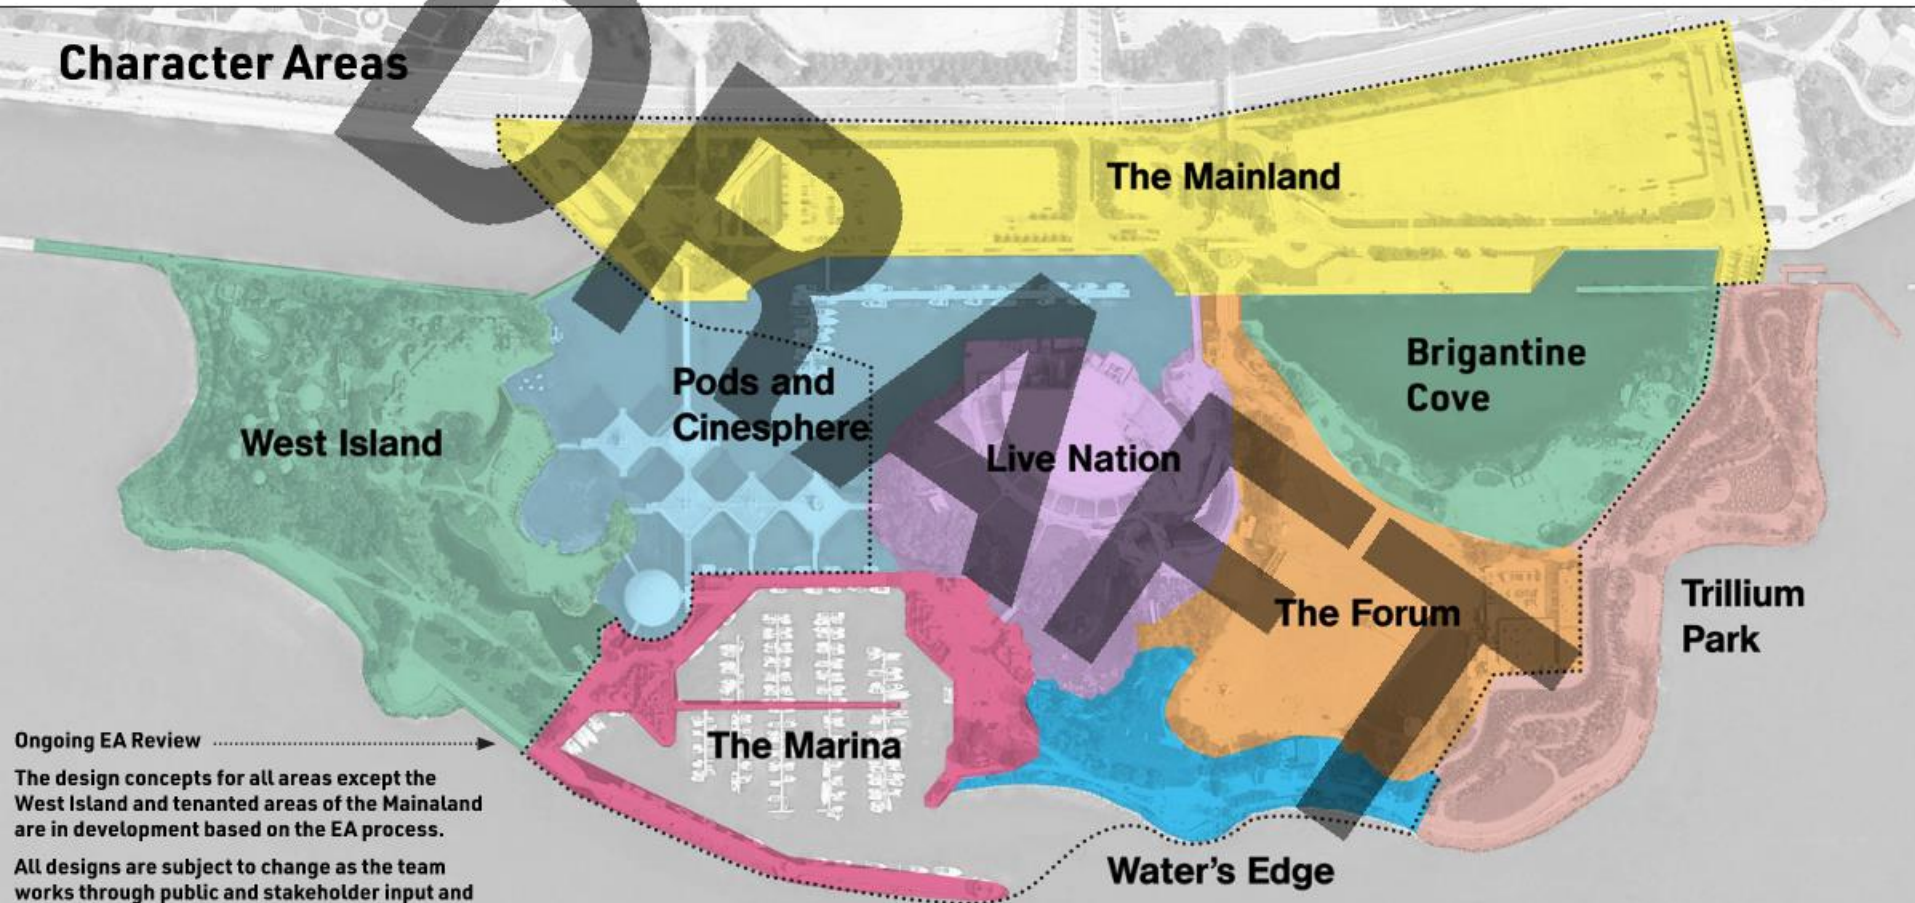 Character Areas
DRAFT
The Mainland
Brigantine
Cove
Pods and
Cinesphere
West Island
Live Nation
The Forum
Trillium
Park
The Marina
Water's Edge
Ongoing EA Review
The design concepts for all areas except the
West Island and tenanted areas of the Mainaland
are in development based on the EA process.
All designs are subject to change as the team
works through public and stakeholder input and